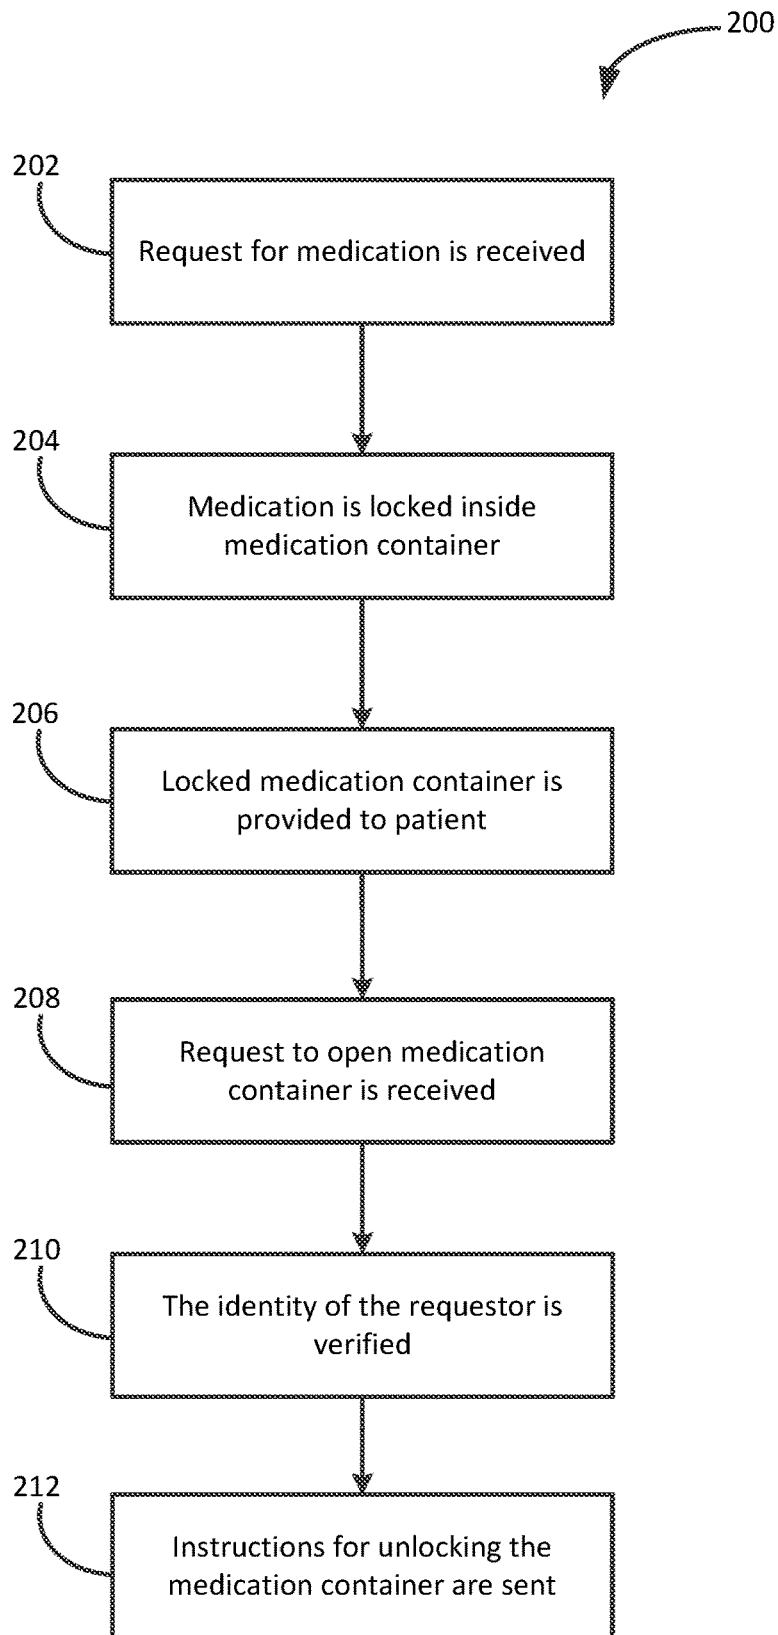 200
202
Request for medication is received
204
Medication is locked inside
medication container
206
Locked medication container is
provided to patient
208
Request to open medication
container is received
210
The identity of the requestor is
verified
212
Instructions for unlocking the
medication container are sent